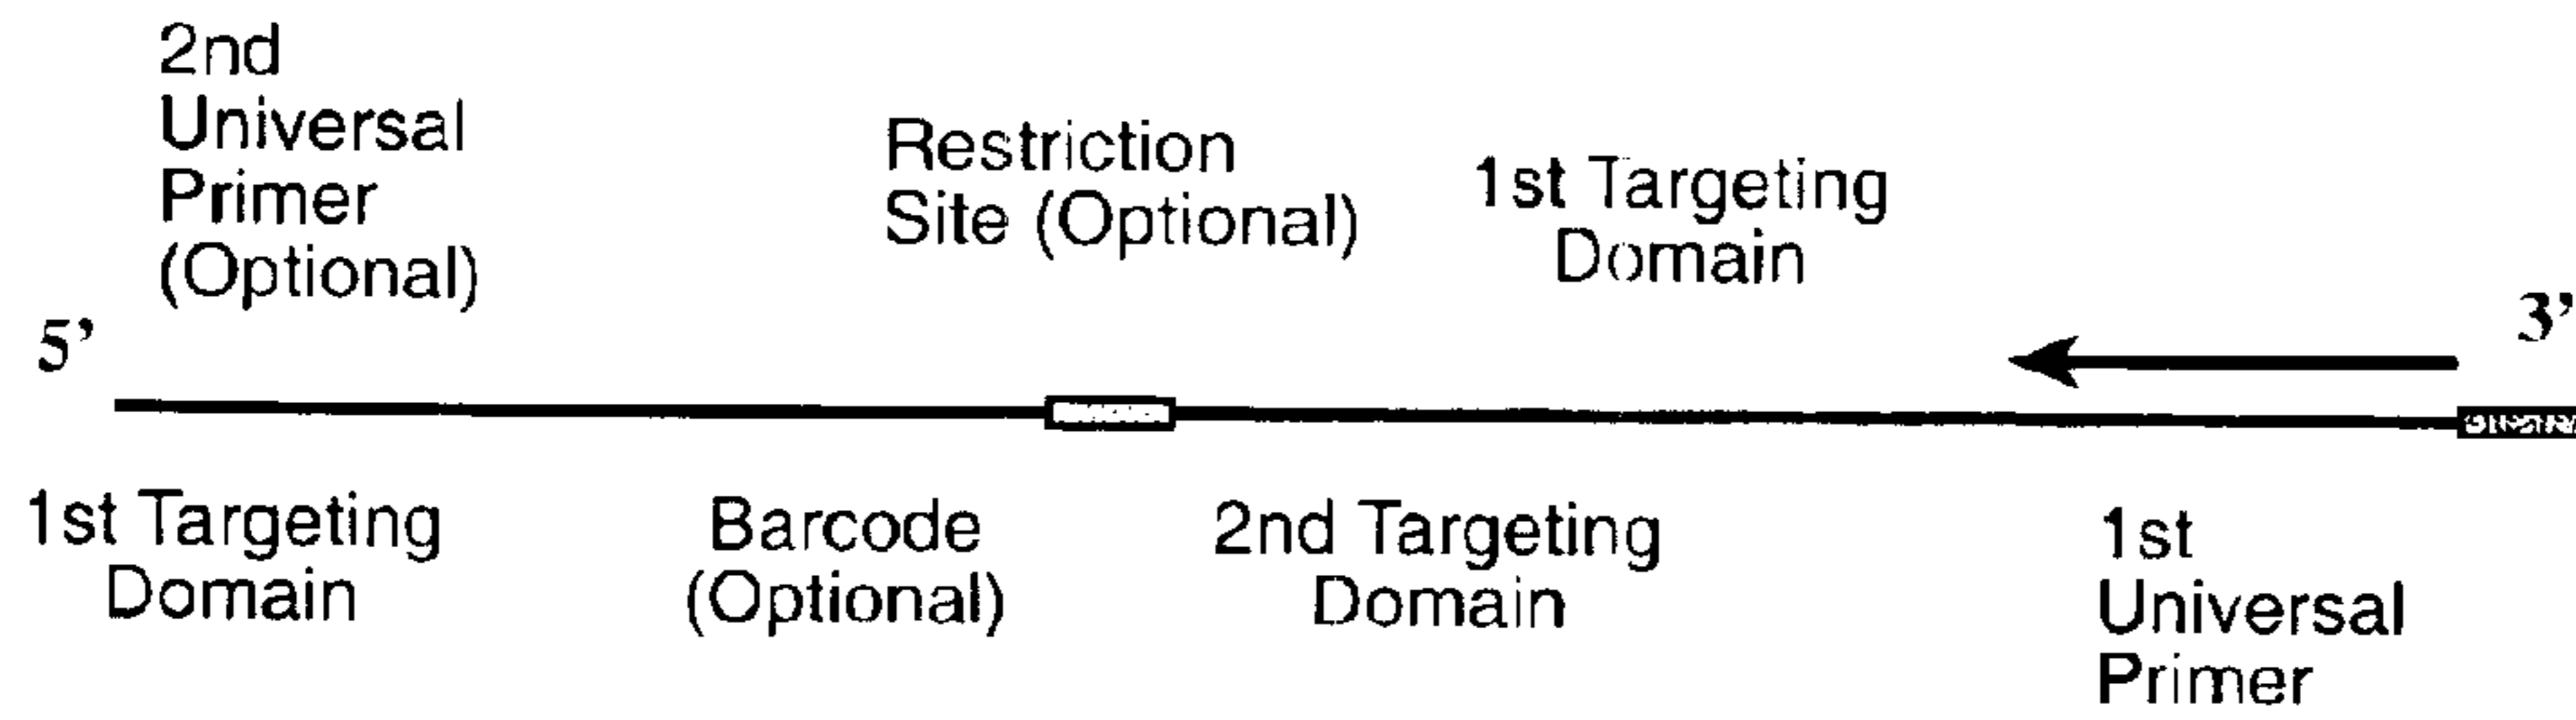 2nd
Universal
Primer
(Optional)
Restriction
Site (Optional)
1st Targeting
Domain
5’
3’
1st Targeting
Domain
Barcode
(Optional)
2nd Targeting
Domain
1st
Universal
Primer